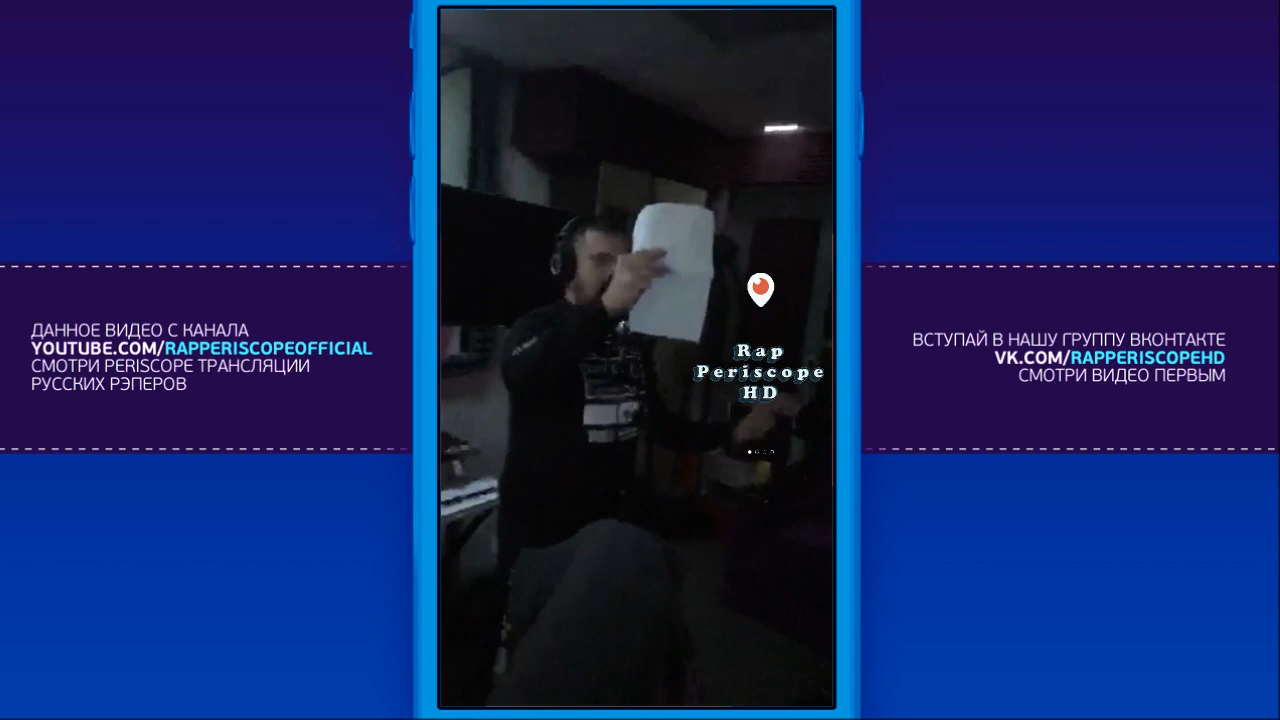 ДАННОЕ ВИДЕО С КАНАЛА
YOUTUBE.COM/RAPPERISCOPEOFFICIAL
СМОТРИ PERISCOPE ТРАНСЛЯЦИИ
РУССКИХ РЭПЕРОВ
Rap
Periscope
HD
ВСТУПАЙ В НАШУ ГРУППУ ВКОНТАКТЕ
VK.COM/RAPPERISCOPEHD
СМОТРИ ВИДЕО ПЕРВЫМ